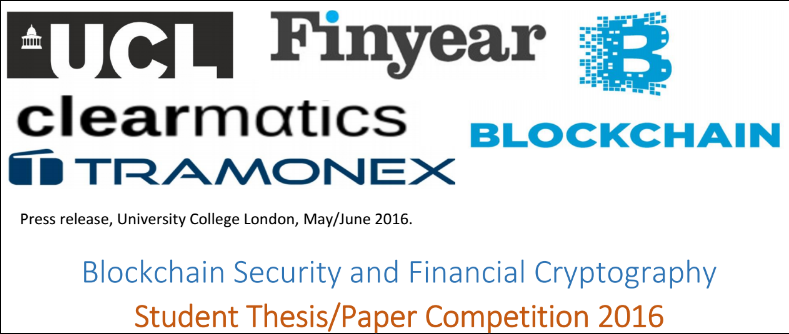 UCL
Finyear
clearmatics
BLOCKCHAIN
TRAMONEX
Press release, University College London, May/June 2016.
Blockchain Security and Financial Cryptography
Student Thesis/Paper Competition 2016